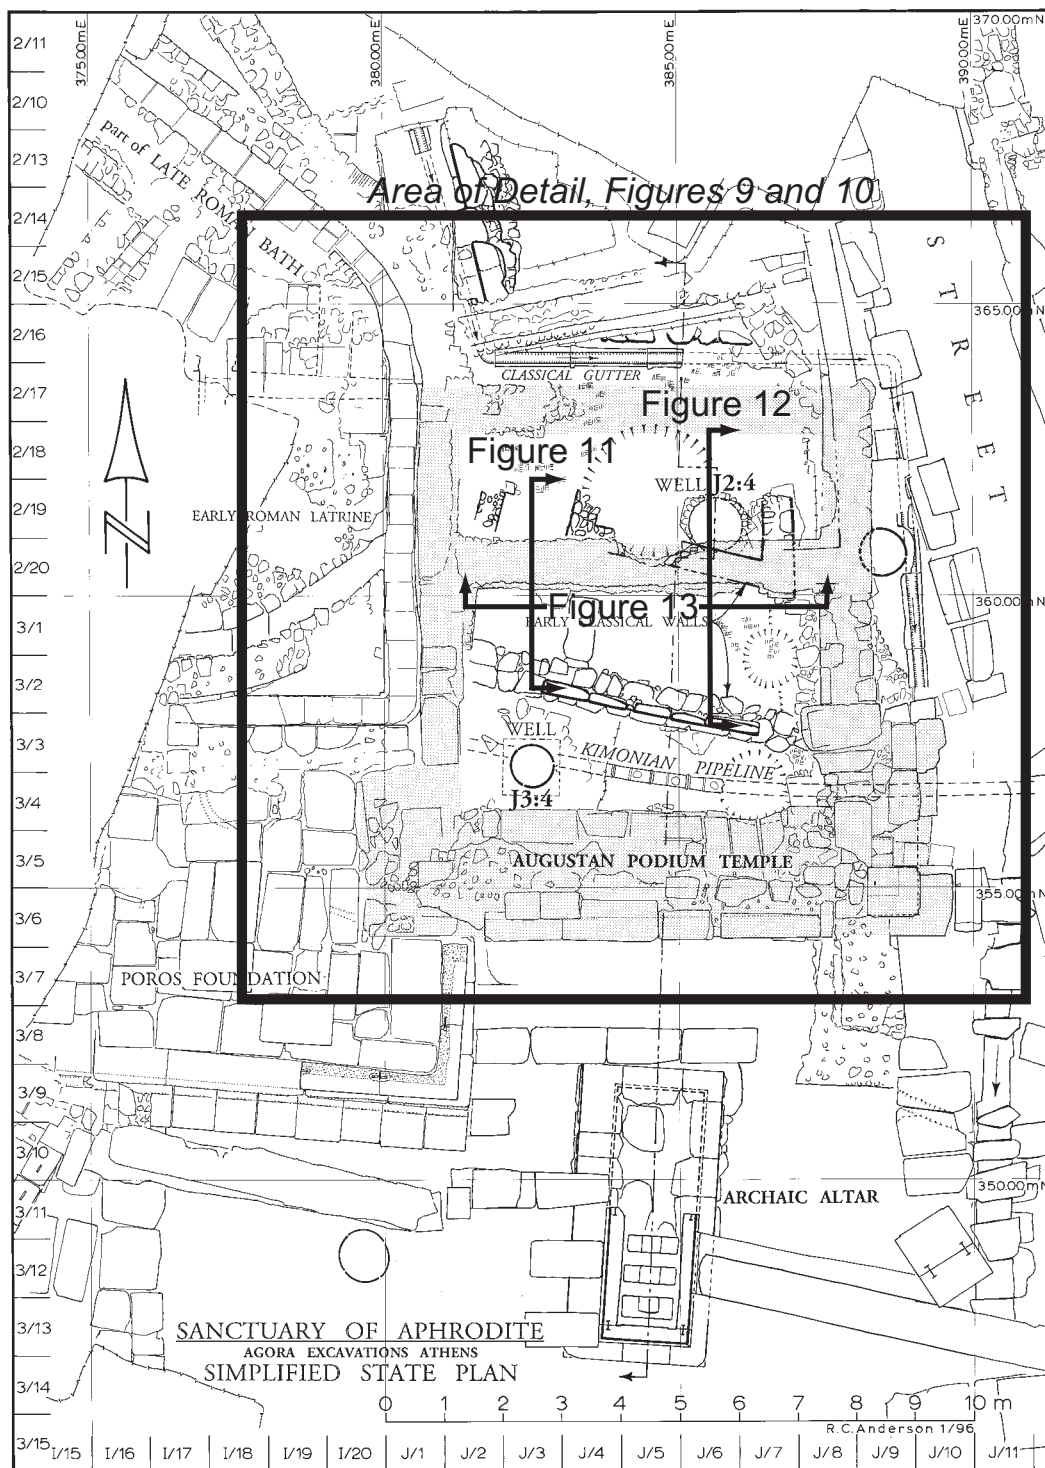 375.00mE
380.00mE
385.00mE
390.00mE
370.00mN
2/11
2/10
2/13
part of LATE ROMAN BATH
Area of Detail, Figures 9 and 10
2/14
STREET
2/15
365.00mN
2/16
CLASSICAL GUTTER
2/17
Figure 12
2/18
Figure 11
WELL J2:4
2/19
EARLY ROMAN LATRINE
N
2/20
360.00mN
Figure 13
3/1
EARLY CLASSICAL WALLS
3/2
3/3
WELL
KIMONIAN PIPELINE
J3:4
3/4
3/5
AUGUSTAN PODIUM TEMPLE
355.00mN
3/6
3/7
POROS FOUNDATION
3/8
3/9
3/10
350.00mN
ARCHAIC ALTAR
3/11
3/12
3/13
SANCTUARY OF APHRODITE
AGORA EXCAVATIONS ATHENS
SIMPLIFIED STATE PLAN
3/14
0 1 2 3 4 5 6 7 8 9 10 m
R.C.Anderson 1/96
3/15
I/15 I/16 I/17 I/18 I/19 I/20 J/1 J/2 J/3 J/4 J/5 J/6 J/7 J/8 J/9 J/10 J/11